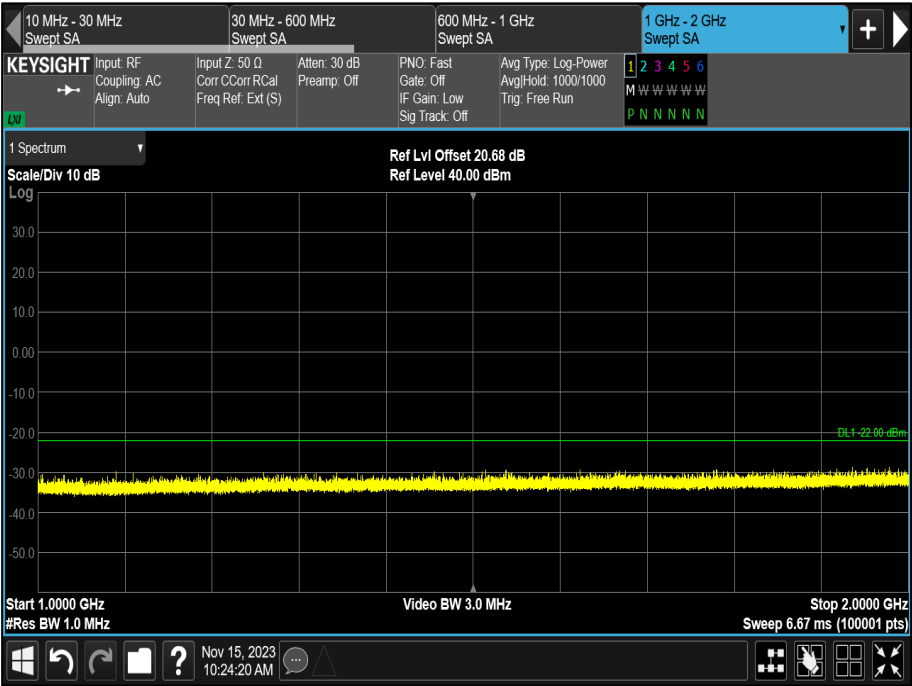 10 MHz - 30 MHz
Swept SA
30 MHz - 600 MHz
Swept SA
600 MHz - 1 GHz
Swept SA
1 GHz - 2 GHz
Swept SA
+
KEYSIGHT
LXI
Input: RF
Coupling: AC
Align: Auto
Input Z: 50 Ω
Corr CCorr RCal
Freq Ref: Ext (S)
Atten: 30 dB
Preamp: Off
PNO: Fast
Gate: Off
IF Gain: Low
Sig Track: Off
Avg Type: Log-Power
Avg|Hold: 1000/1000
Trig: Free Run
1 2 3 4 5 6
M W W W W W
P N N N N N
1 Spectrum
Scale/Div 10 dB
Ref Lvl Offset 20.68 dB
Ref Level 40.00 dBm
Log
30.0
20.0
10.0
0.00
-10.0
-20.0
DL1 -22.00 dBm
-30.0
-40.0
-50.0
Start 1.0000 GHz
#Res BW 1.0 MHz
Video BW 3.0 MHz
Stop 2.0000 GHz
Sweep 6.67 ms (100001 pts)
?
Nov 15, 2023
10:24:20 AM